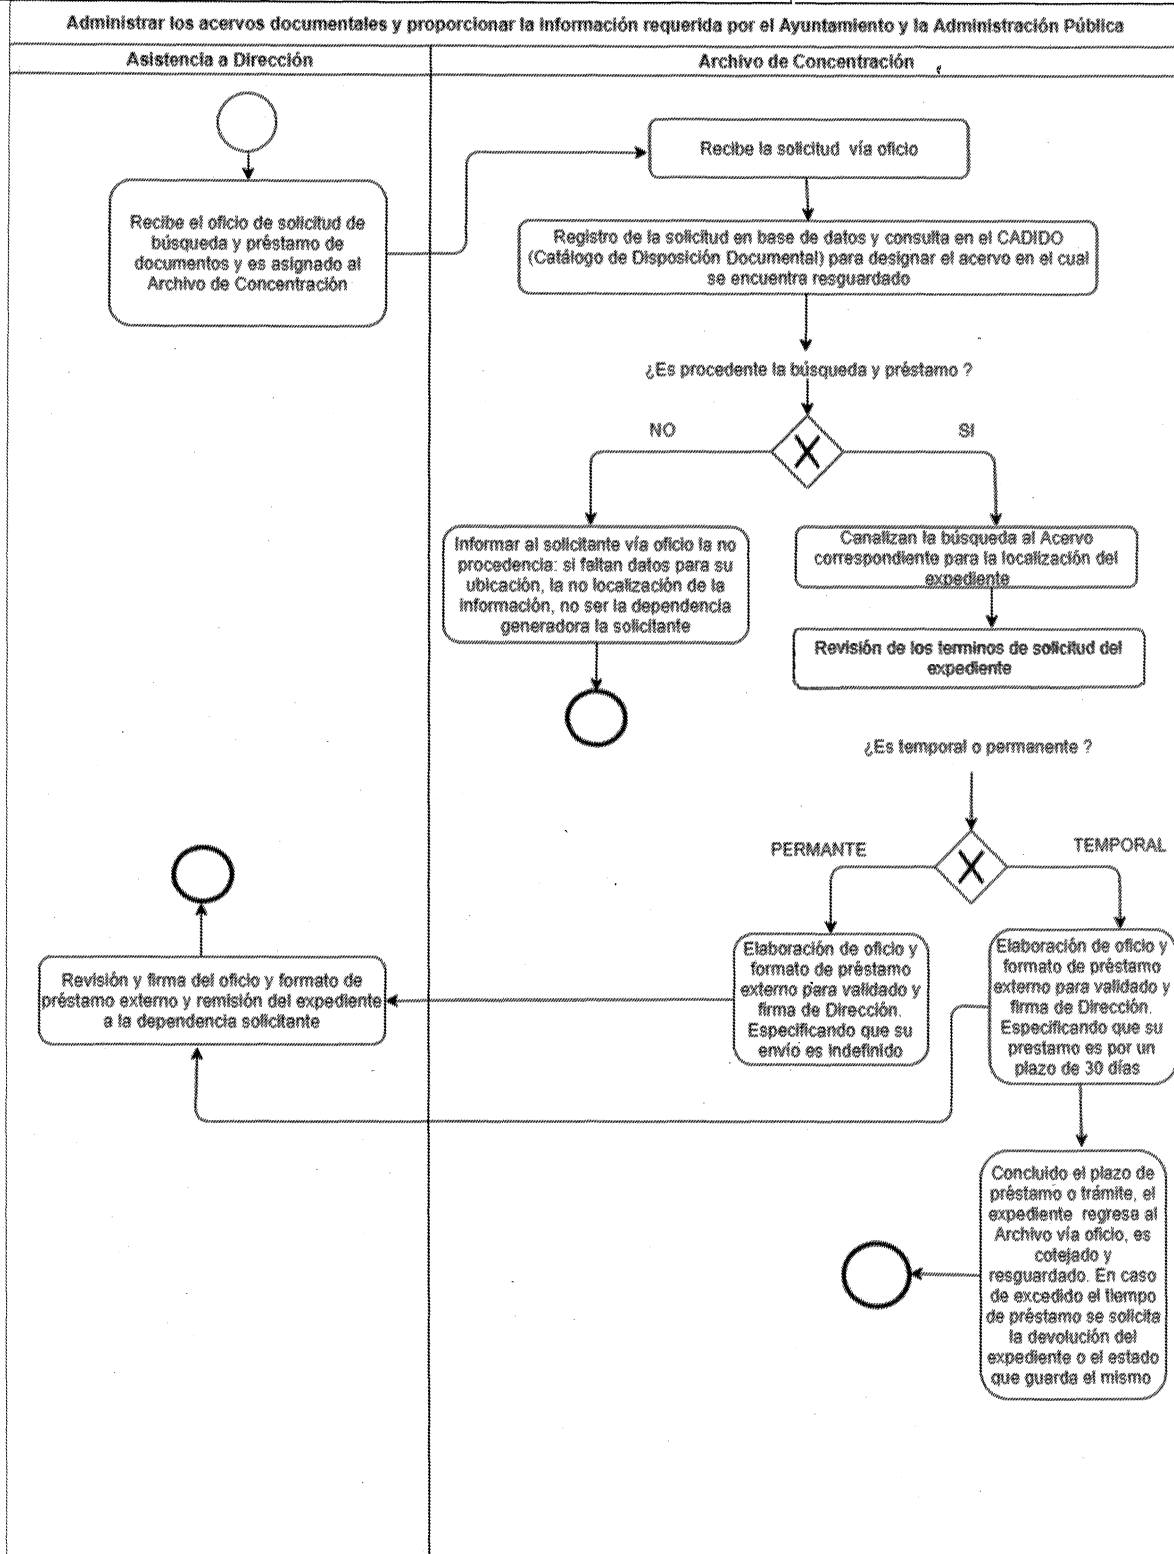 Administrar los acervos documentales y proporcionar la información requerida por el Ayuntamiento y la Administración Pública
Asistencia a Dirección
Archivo de Concentración
Recibe el oficio de solicitud de
búsqueda y préstamo de
documentos y es asignado al
Archivo de Concentración
Recibe la solicitud vía oficio
Registro de la solicitud en base de datos y consulta en el CADIDO
(Catálogo de Disposición Documental) para designar el acervo en el cual
se encuentra resguardado
¿Es procedente la búsqueda y préstamo ?
NO
SI
Informar al solicitante vía oficio la no
procedencia: si faltan datos para su
ubicación, la no localización de la
información, no ser la dependencia
generadora la solicitante
Canalizan la búsqueda al Acervo
correspondiente para la localización del
expediente
Revisión de los terminos de solicitud del
expediente
¿Es temporal o permanente ?
PERMANTE
TEMPORAL
Elaboración de oficio y
formato de préstamo
externo para validado y
firma de Dirección.
Especificando que su
envío es indefinido
Elaboración de oficio y
formato de préstamo
externo para validado y
firma de Dirección.
Especificando que su
prestamo es por un
plazo de 30 días
Revisión y firma del oficio y formato de
préstamo externo y remisión del expediente
a la dependencia solicitante
Concluido el plazo de
préstamo o trámite, el
expediente regresa al
Archivo vía oficio, es
cotejado y
resguardado. En caso
de excedido el tiempo
de préstamo se solicita
la devolución del
expediente o el estado
que guarda el mismo